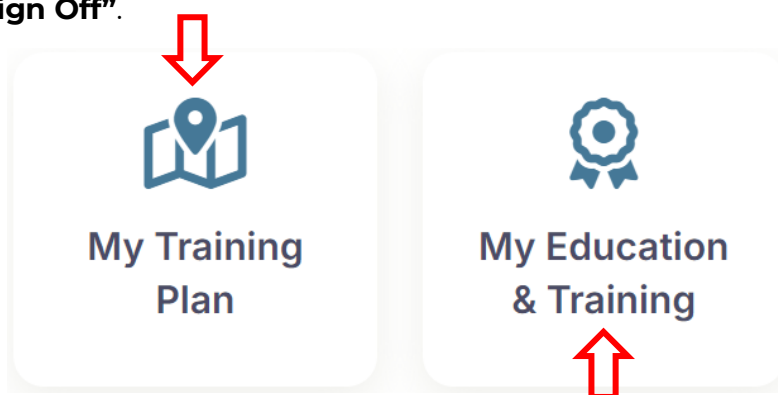 ign Off”.
My Training
Plan
My Education
& Training